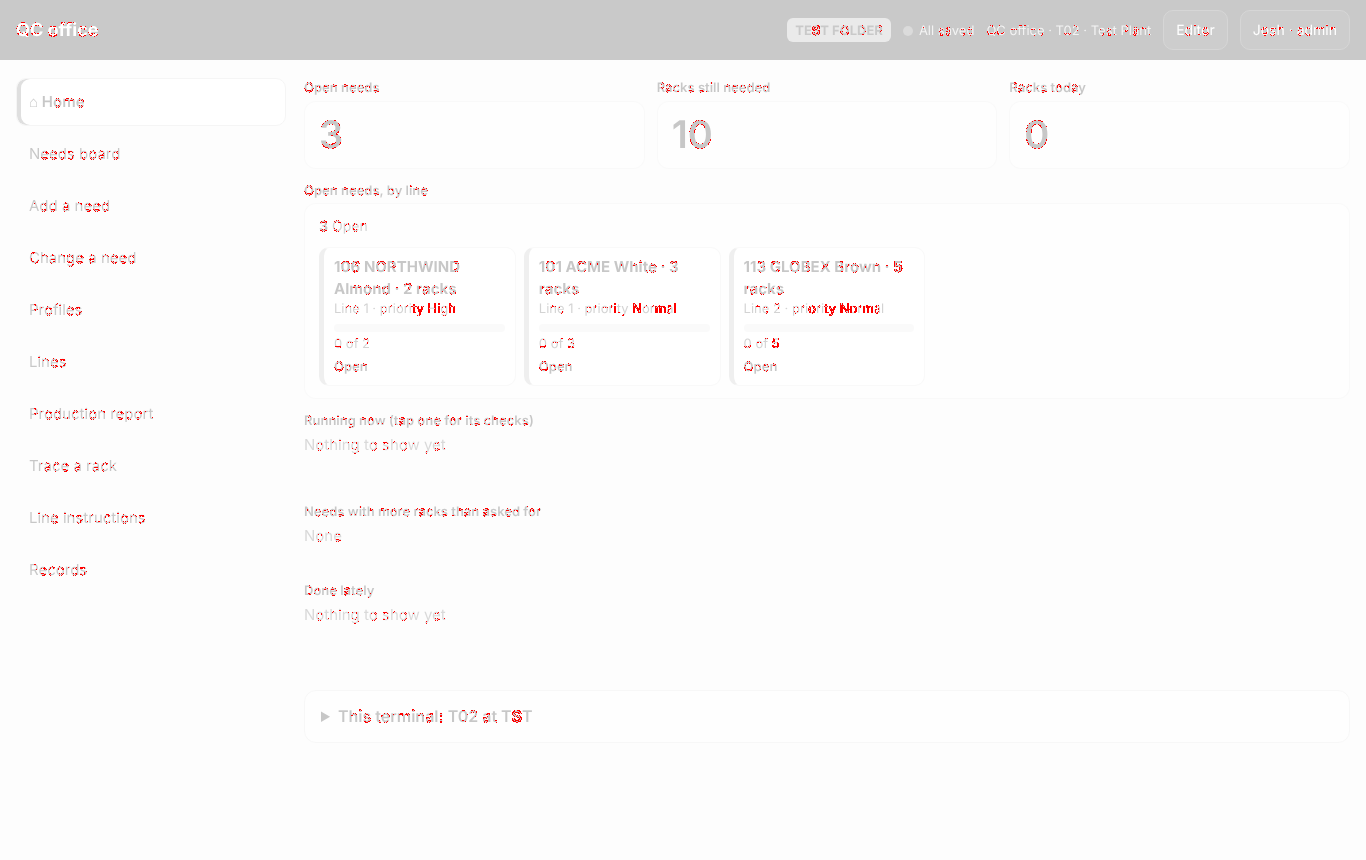 QC office
TEST FOLDER
All saved
QC office · T02 · Test Plant
Editor
Josh · admin
⌂ Home
Needs board
Add a need
Change a need
Profiles
Lines
Production report
Trace a rack
Line instructions
Records
Open needs
3
Racks still needed
10
Racks today
0
Open needs, by line
3 Open
106 NORTHWIND
Almond · 2 racks
Line 1 · priority High
0 of 2
Open
101 ACME White · 3
racks
Line 1 · priority Normal
0 of 3
Open
113 GLOBEX Brown · 5
racks
Line 2 · priority Normal
0 of 5
Open
Running now (tap one for its checks)
Nothing to show yet
Needs with more racks than asked for
None
Done lately
Nothing to show yet
▶ This terminal: T02 at TST